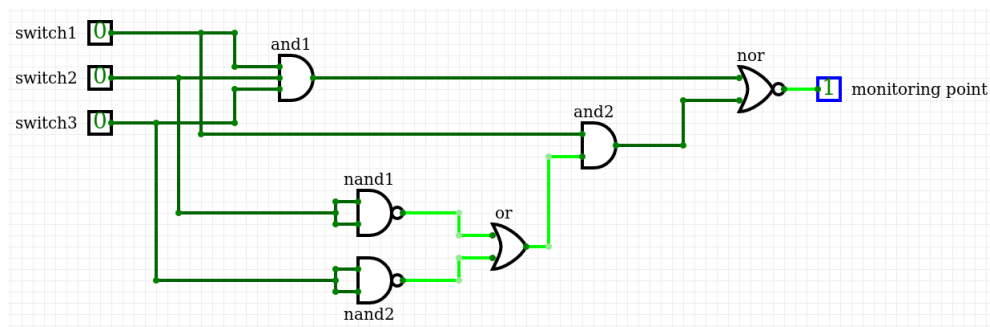 switch1 0
switch2 0
switch3 0
and1
nor
1 monitoring point
and2
nand1
or
nand2